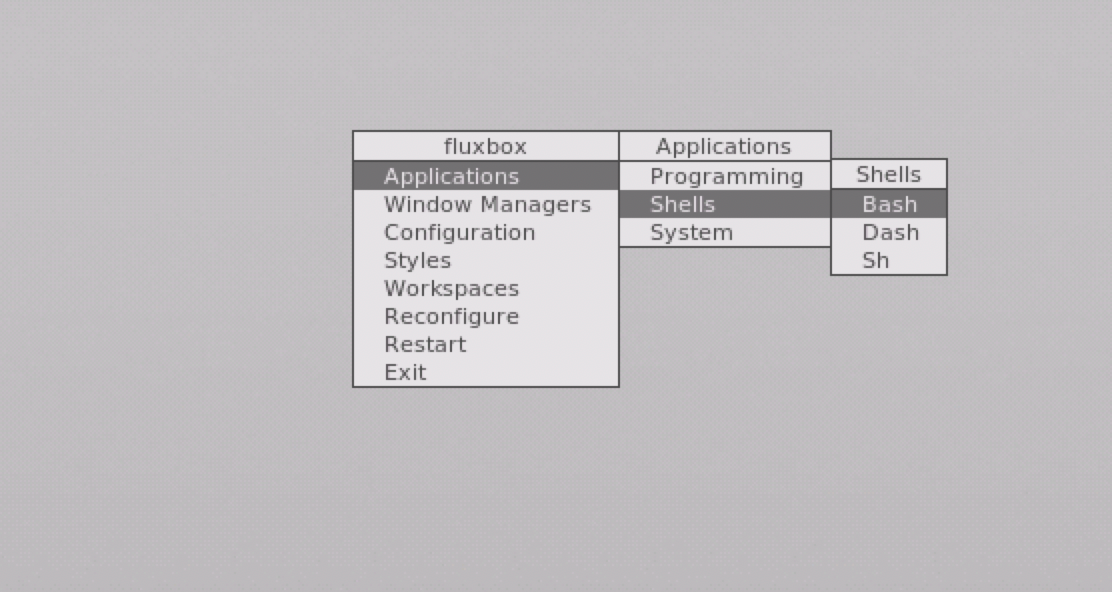 fluxbox
Applications
Window Managers
Configuration
Styles
Workspaces
Reconfigure
Restart
Exit
Applications
Programming
Shells
System
Shells
Bash
Dash
Sh